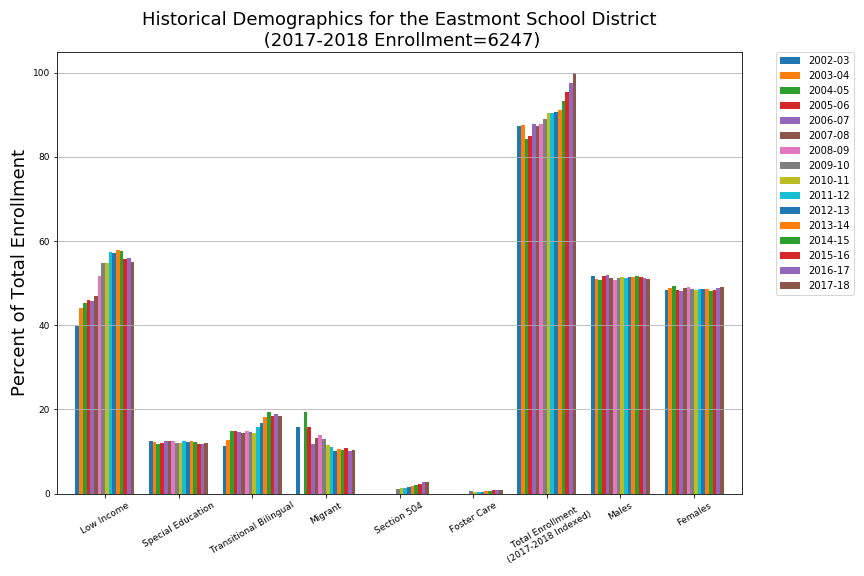 Historical Demographics for the Eastmont School District
(2017-2018 Enrollment=6247)
Percent of Total Enrollment
100
80
60
40
20
0
Low Income
Special Education
Transitional Bilingual
Migrant
Section 504
Foster Care
Total Enrollment
(2017-2018 Indexed)
Males
Females
2002-03
2003-04
2004-05
2005-06
2006-07
2007-08
2008-09
2009-10
2010-11
2011-12
2012-13
2013-14
2014-15
2015-16
2016-17
2017-18